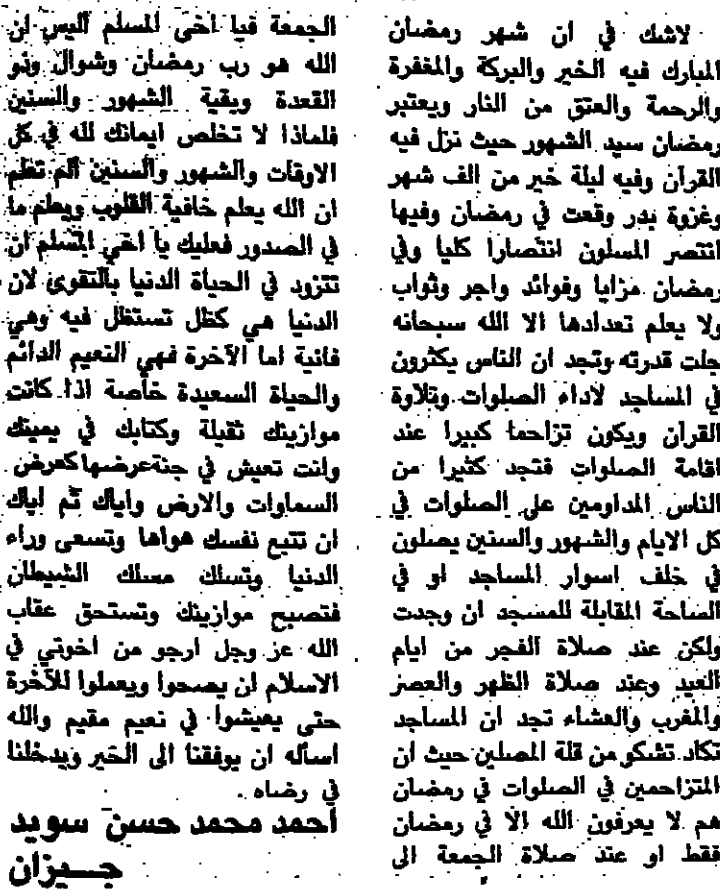 لاشك في ان شهر رمضان
المبارك فيه الخير والبركة والمغفرة
والرحمة والعتق من النار ويعتبر
رمضان سيد الشهور حيث نزل فيه
القرآن وفيه ليلة خير من الف شهر
وغزوة بدر وقعت في رمضان وفيها
انتصر المسلون انتصارا كليا وفي
رمضان مزايا وفوائد واجر وثواب
ولا يعلم تعدادها الا الله سبحانه
جلت قدرته وتجد ان الناس يكثرون
في المساجد لاداء الصلوات وتلاوة
القرآن ويكون تزاحما كبيرا عند
اقامة الصلوات فتجد كثيرا من
الناس المداومين على الصلوات في
كل الايام والشهور والسنين يصلون
في خلف اسوار المساجد او في
الساحة المقابلة للمسجد ان وجدت
ولكن عند صلاة الفجر من ايام
العيد وعند صلاة الظهر والعصر
والمغرب والعشاء تجد ان المساجد
تكاد تشكو من قلة المصلين حيث ان
المتزاحمين في الصلوات في رمضان
هم لا يعرفون الله الا في رمضان
فقط او عند صلاة الجمعة الى
الجمعة فيا اخي المسلم اليس ان
الله هو رب رمضان وشوال وذو
القعدة وبقية الشهور والسنين
فلماذا لا تخلص ايمانك لله في كل
الاوقات والشهور والسنين الم تعلم
ان الله يعلم خافية القلوب ويعلم ما
في الصدور فعليك يا اخي المسلم ان
تتزود في الحياة الدنيا بالتقوى لان
الدنيا هي كظل تستظل فيه وهي
فانية اما الآخرة فهي النعيم الدائم
والحياة السعيدة خاصة اذا كانت
موازينك ثقيلة وكتابك في يمينك
وانت تعيش في جنة عرضها كعرض
السماوات والارض واياك ثم اياك
ان تتبع نفسك هواها وتسعى وراء
الدنيا وتسلك مسلك الشيطان
فتصبح موازينك وتستحق عقاب
الله عز وجل ارجو من اخوتي في
الاسلام ان يصحوا ويعملوا للآخرة
حتى يعيشوا في نعيم مقيم والله
اسأله ان يوفقنا الى الخير ويدخلنا
في رضاه .
احمد محمد حسن سويد
جـــيزان